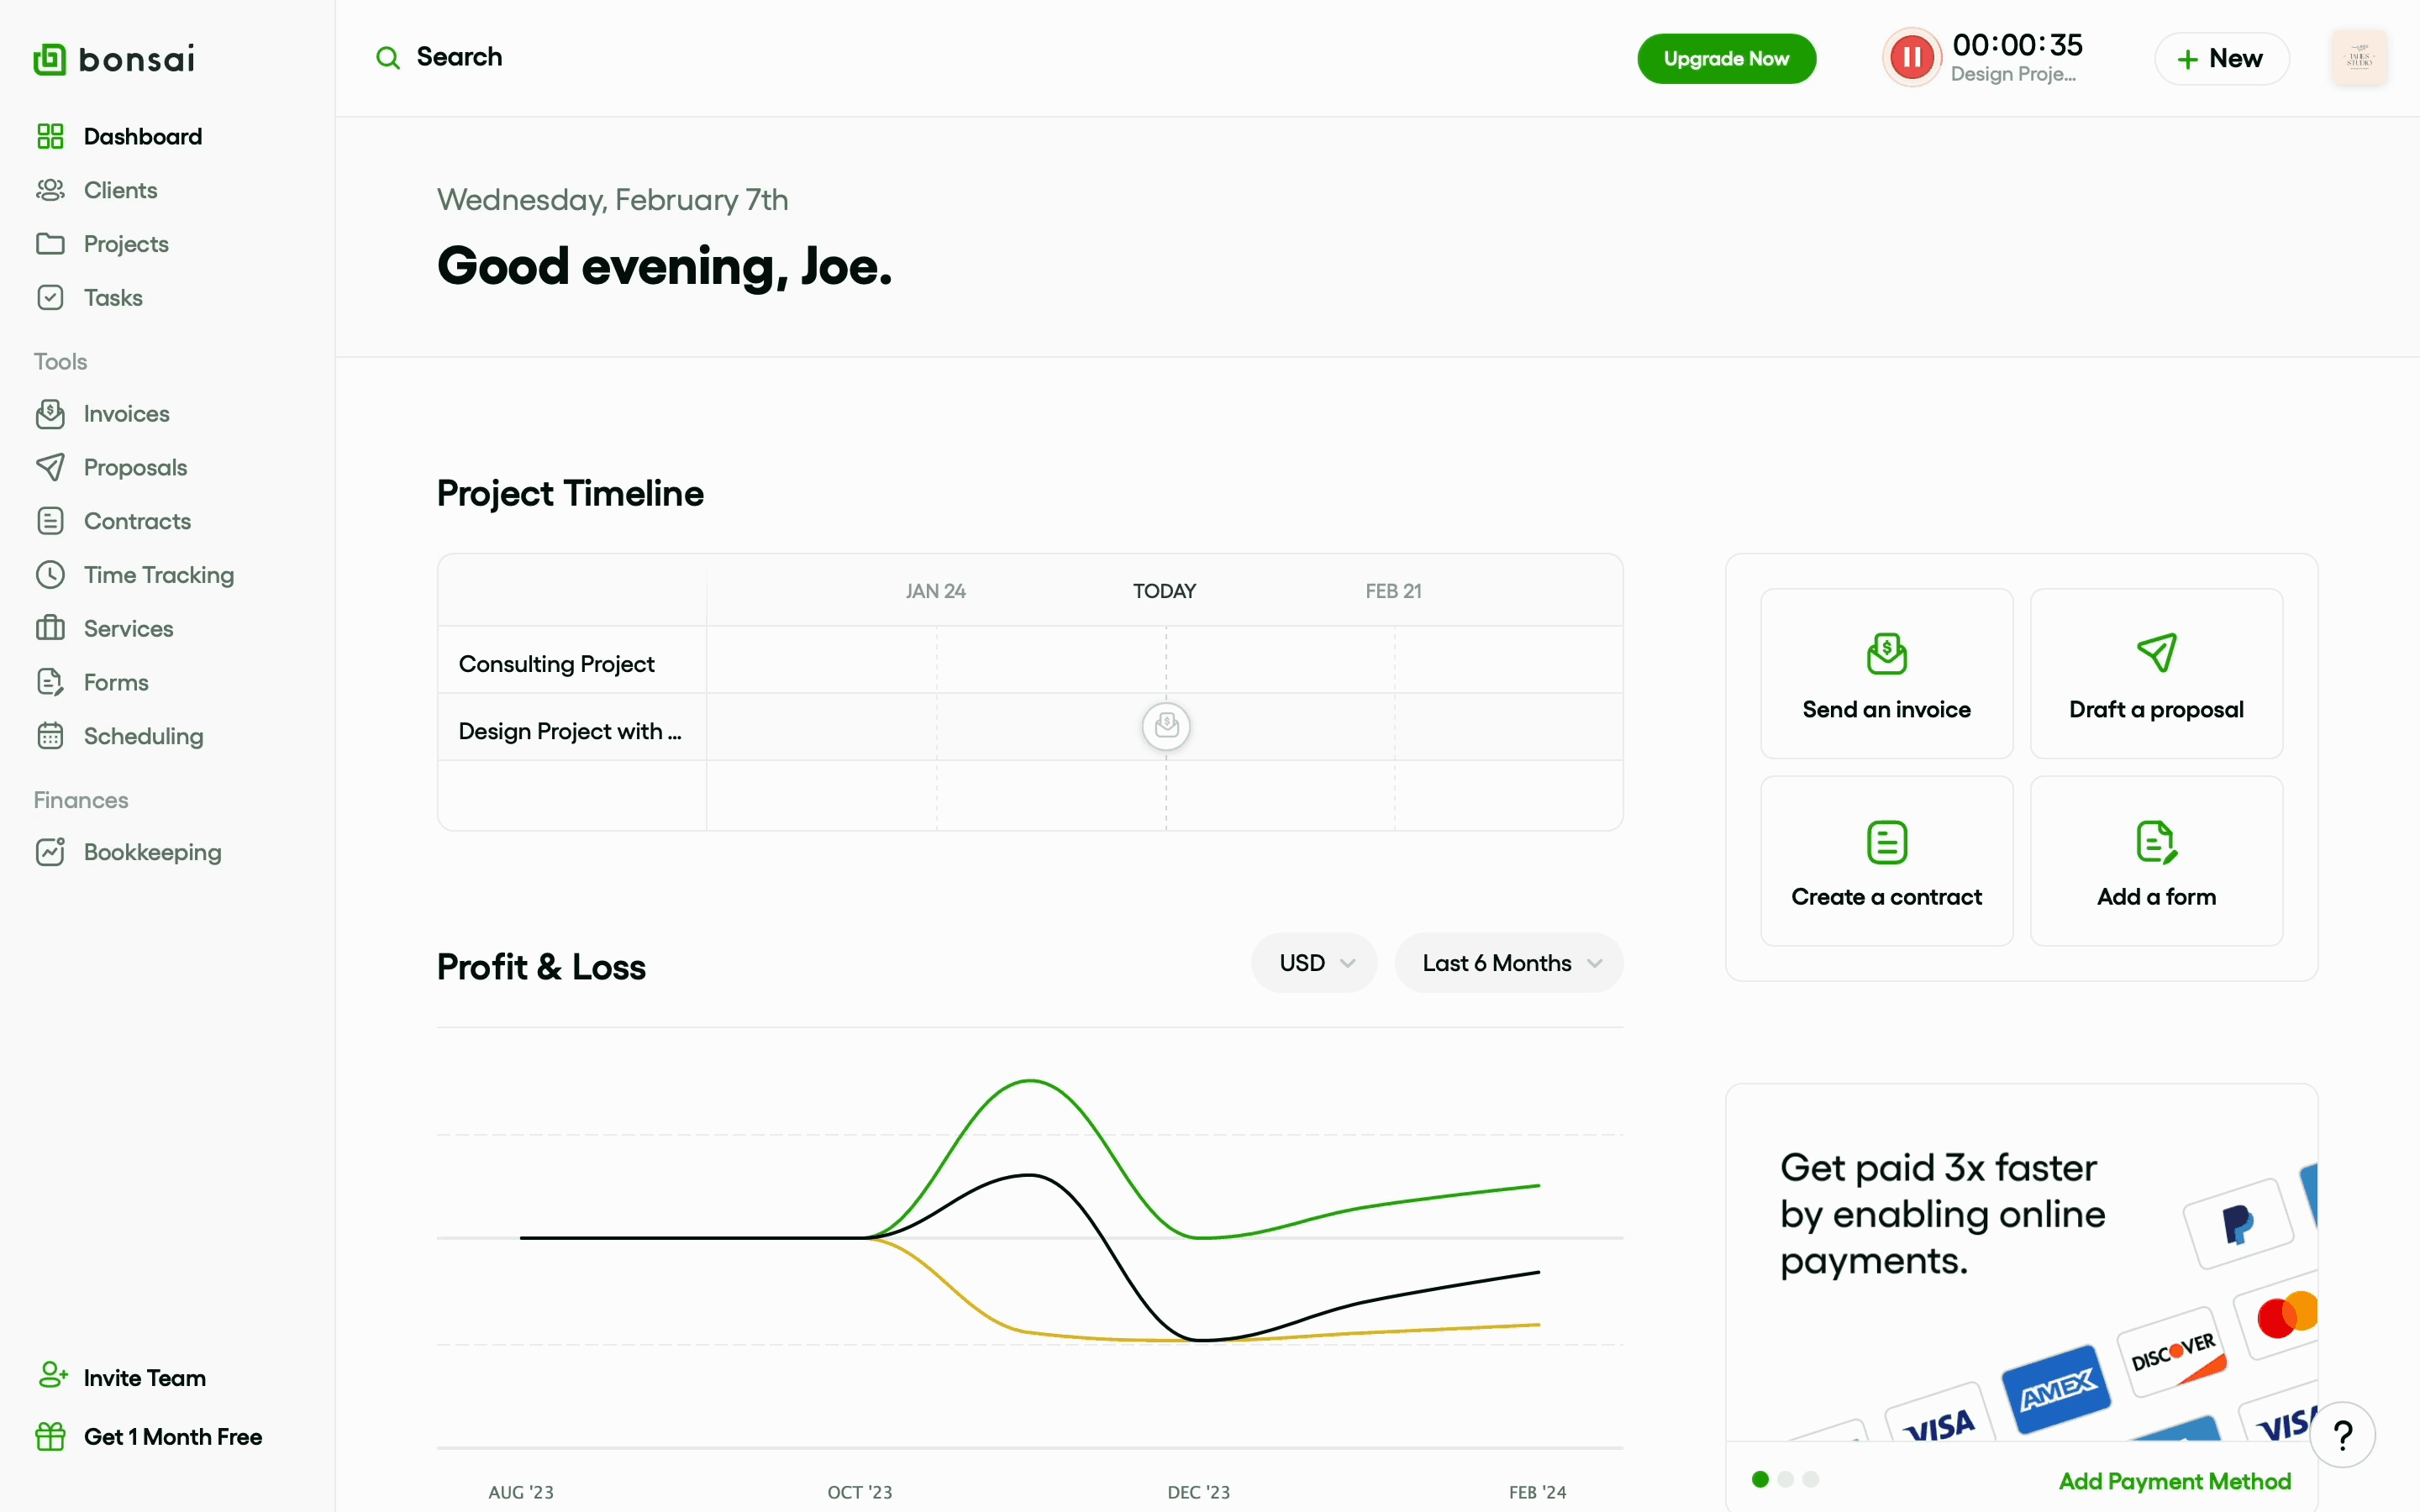 bonsai
Search
Upgrade Now
00:00:35
Design Proje...
New
Dashboard
Clients
Projects
Tasks
Tools
Invoices
Proposals
Contracts
Time Tracking
Services
Forms
Scheduling
Finances
Bookkeeping
Invite Team
Get 1 Month Free
Wednesday, February 7th
Good evening, Joe.
Project Timeline
JAN 24 TODAY FEB 21
Consulting Project
Design Project with ...
Send an invoice
Draft a proposal
Create a contract
Add a form
Profit & Loss
USD
Last 6 Months
AUG '23 OCT '23 DEC '23 FEB '24
Get paid 3x faster
by enabling online
payments.
DISCOVER
AMEX
VISA
VISA
?
Add Payment Method